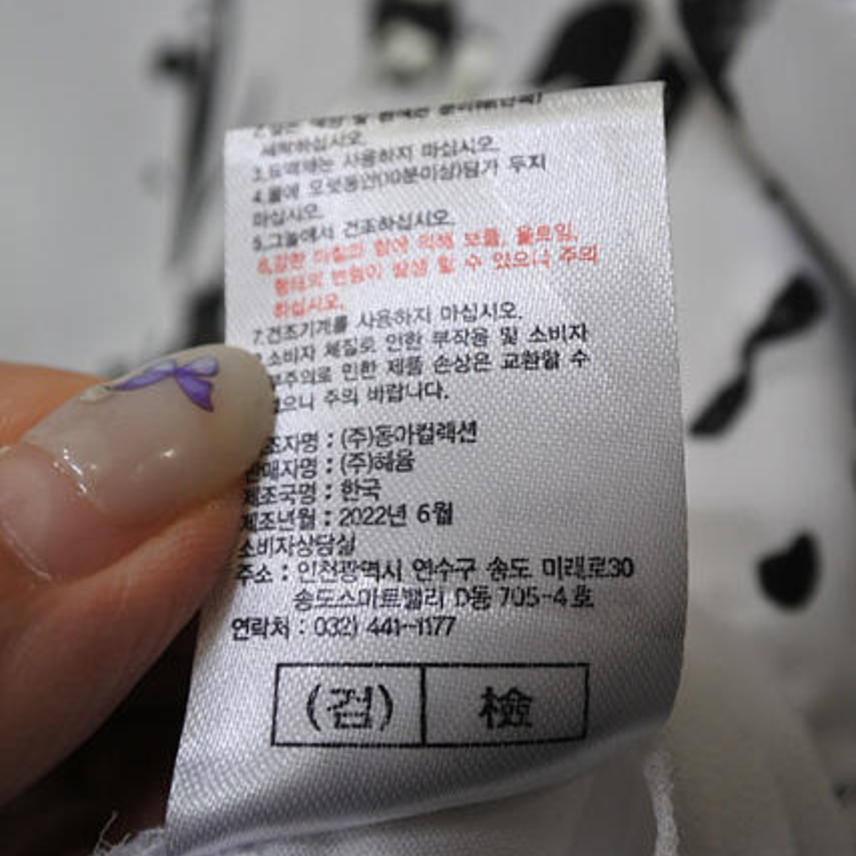 세탁하십시오.
3.표백제는 사용하지 마십시오.
4.물에 오랫동안(10분이상)담가 두지
마십시오.
5.그늘에서 건조하십시오.
6.강한 마찰과 힘에 의해 보풀, 올트임,
형태의 변형이 발생 할 수 있으니 주의
하십시오.
7.건조기계를 사용하지 마십시오.
소비자 체질로 인한 부작용 및 소비자
부주의로 인한 제품 손상은 교환할 수
없으니 주의 바랍니다.
제조자명 : (주)동아컬렉션
판매자명 : (주)혜윰
제조국명 : 한국
제조년월 : 2022년 6월
소비자상담실
주소 : 인천광역시 연수구 송도 미래로30
송도스마트밸리 D동 705-4호
연락처 : 032) 441-1177
(검) 檢